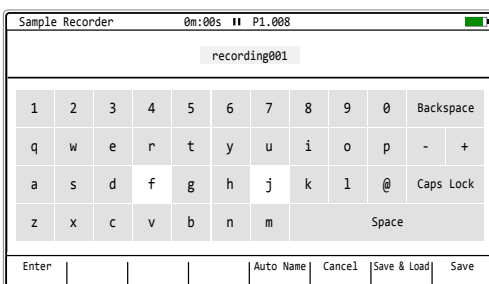 Sample Recorder 0m:00s P1.008
recording001
1 2 3 4 5 6 7 8 9 0 Backspace
q w e r t y u i o p - +
a s d f g h j k l @ Caps Lock
z x c v b n m Space
Enter Auto Name Cancel Save & Load Save